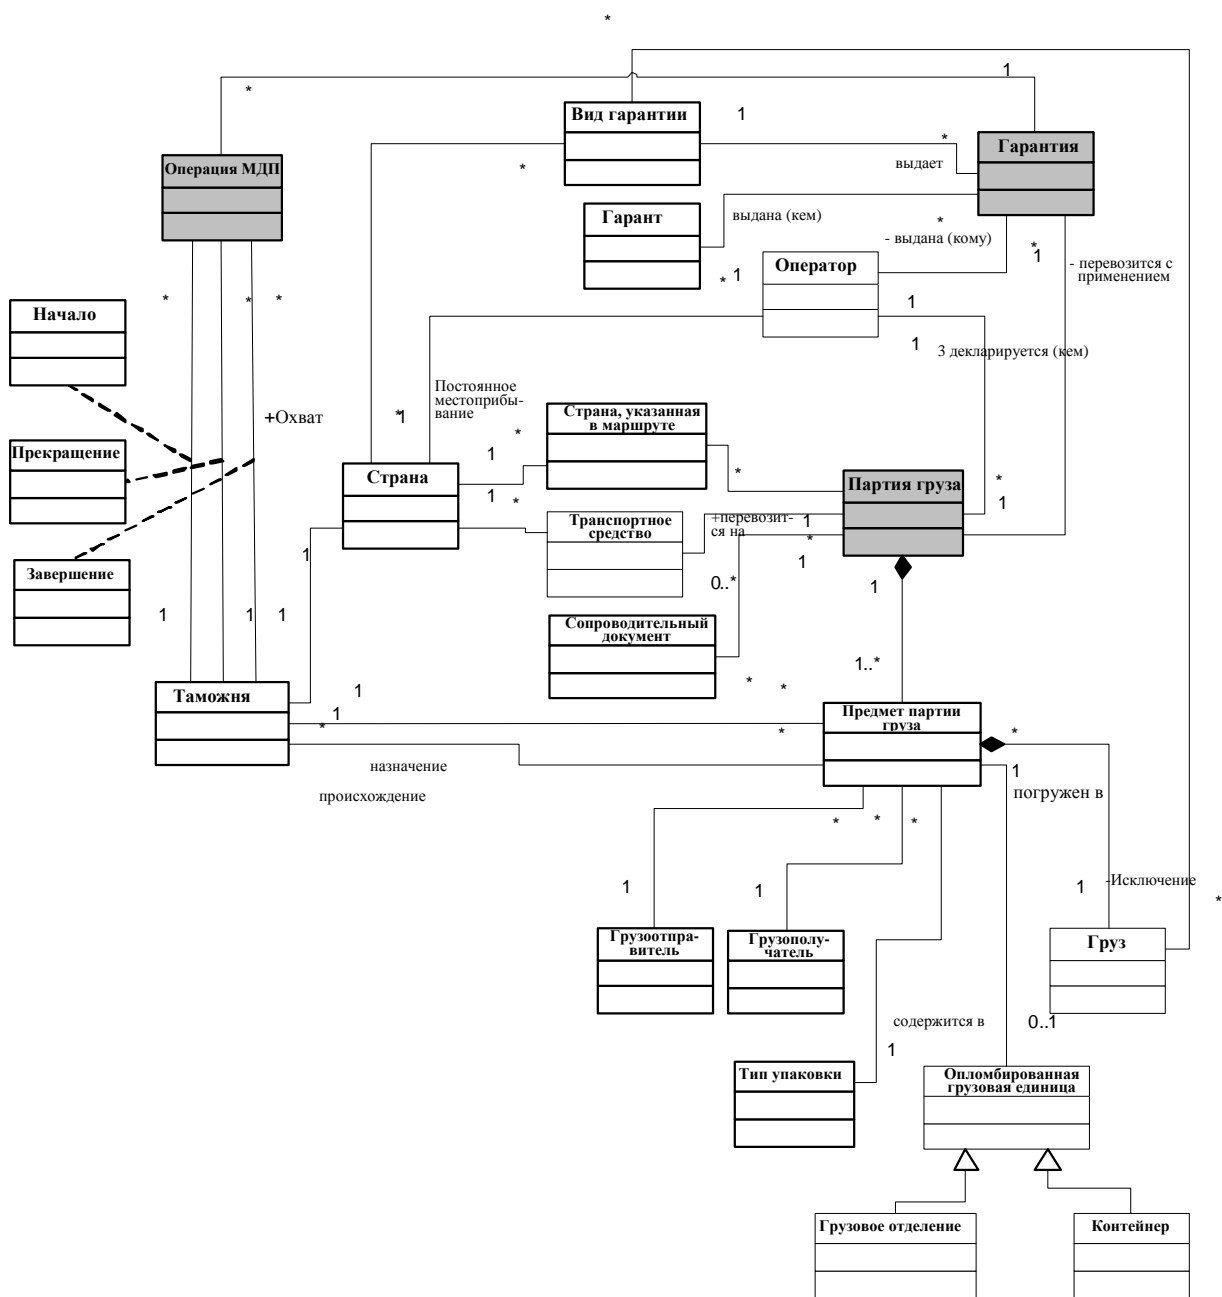 *
1
*
Вид гарантии
1
*
Гарантия
Операция МДП
*
выдает
Гарант
выдана (кем)
*
- выдана (кому)
*
1
Оператор
* 1
- перевозится с
применением
*
*
*
Начало
1
1
3 декларируется (кем)
Постоянное
местоприбы-
вание
+Охват
*1
Страна, указанная
в маршруте
*
1
Прекращение
Страна
*
Партия груза
*
1
1
*
Транспортное
средство
+перевозит-
ся на
1
*
1
1
Завершение
0..*
1
1
1
1
Сопроводительный
документ
1..*
*
*
Таможня
1
1
*
Предмет партии
груза
*
*
назначение
1
погружен в
происхождение
*
*
*
1
1
1
-Исключение
*
Грузоотпра-
витель
Грузополу-
чатель
Груз
содержится в
0..1
1
Тип упаковки
Опломбированная
грузовая единица
Грузовое отделение
Контейнер